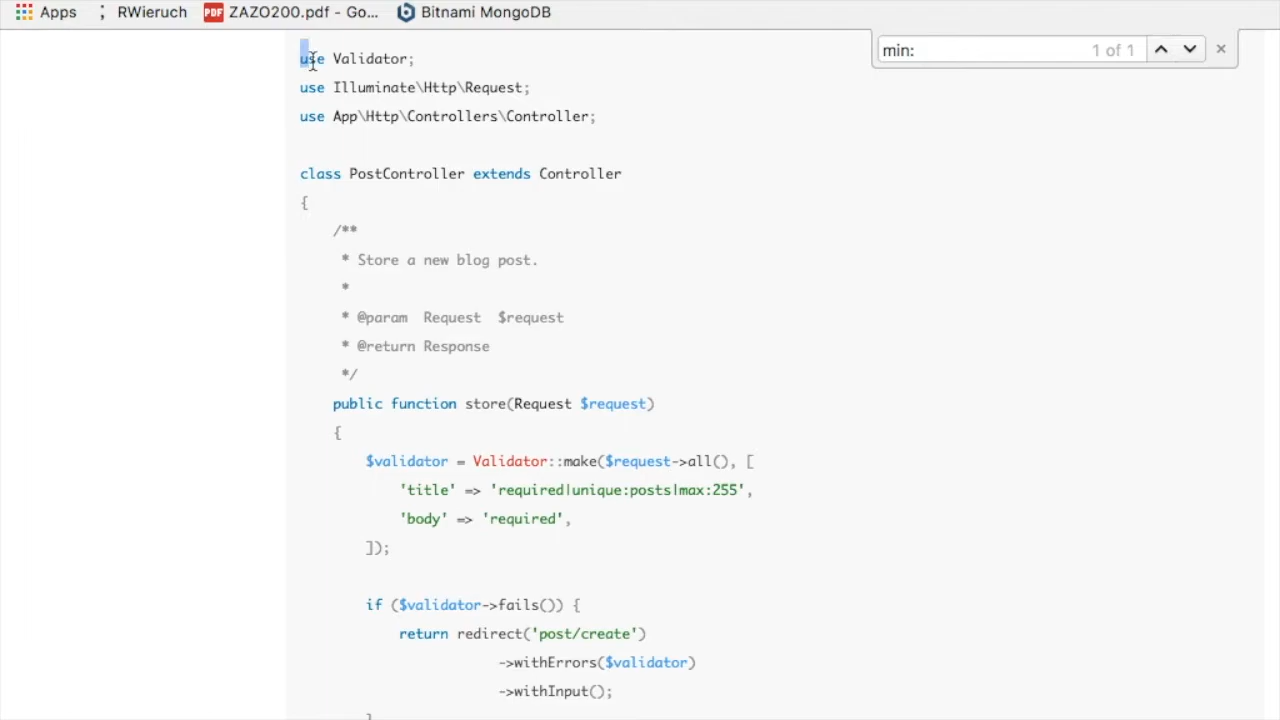 Apps ; RWieruch PDF ZAZO200.pdf - Go... Bitnami MongoDB
min: 1 of 1
use Validator;
use Illuminate\Http\Request;
use App\Http\Controllers\Controller;
class PostController extends Controller
{
/**
* Store a new blog post.
*
* @param Request $request
* @return Response
*/
public function store(Request $request)
{
$validator = Validator::make($request->all(), [
'title' => 'required|unique:posts|max:255',
'body' => 'required',
]);
if ($validator->fails()) {
return redirect('post/create')
->withErrors($validator)
->withInput();
}